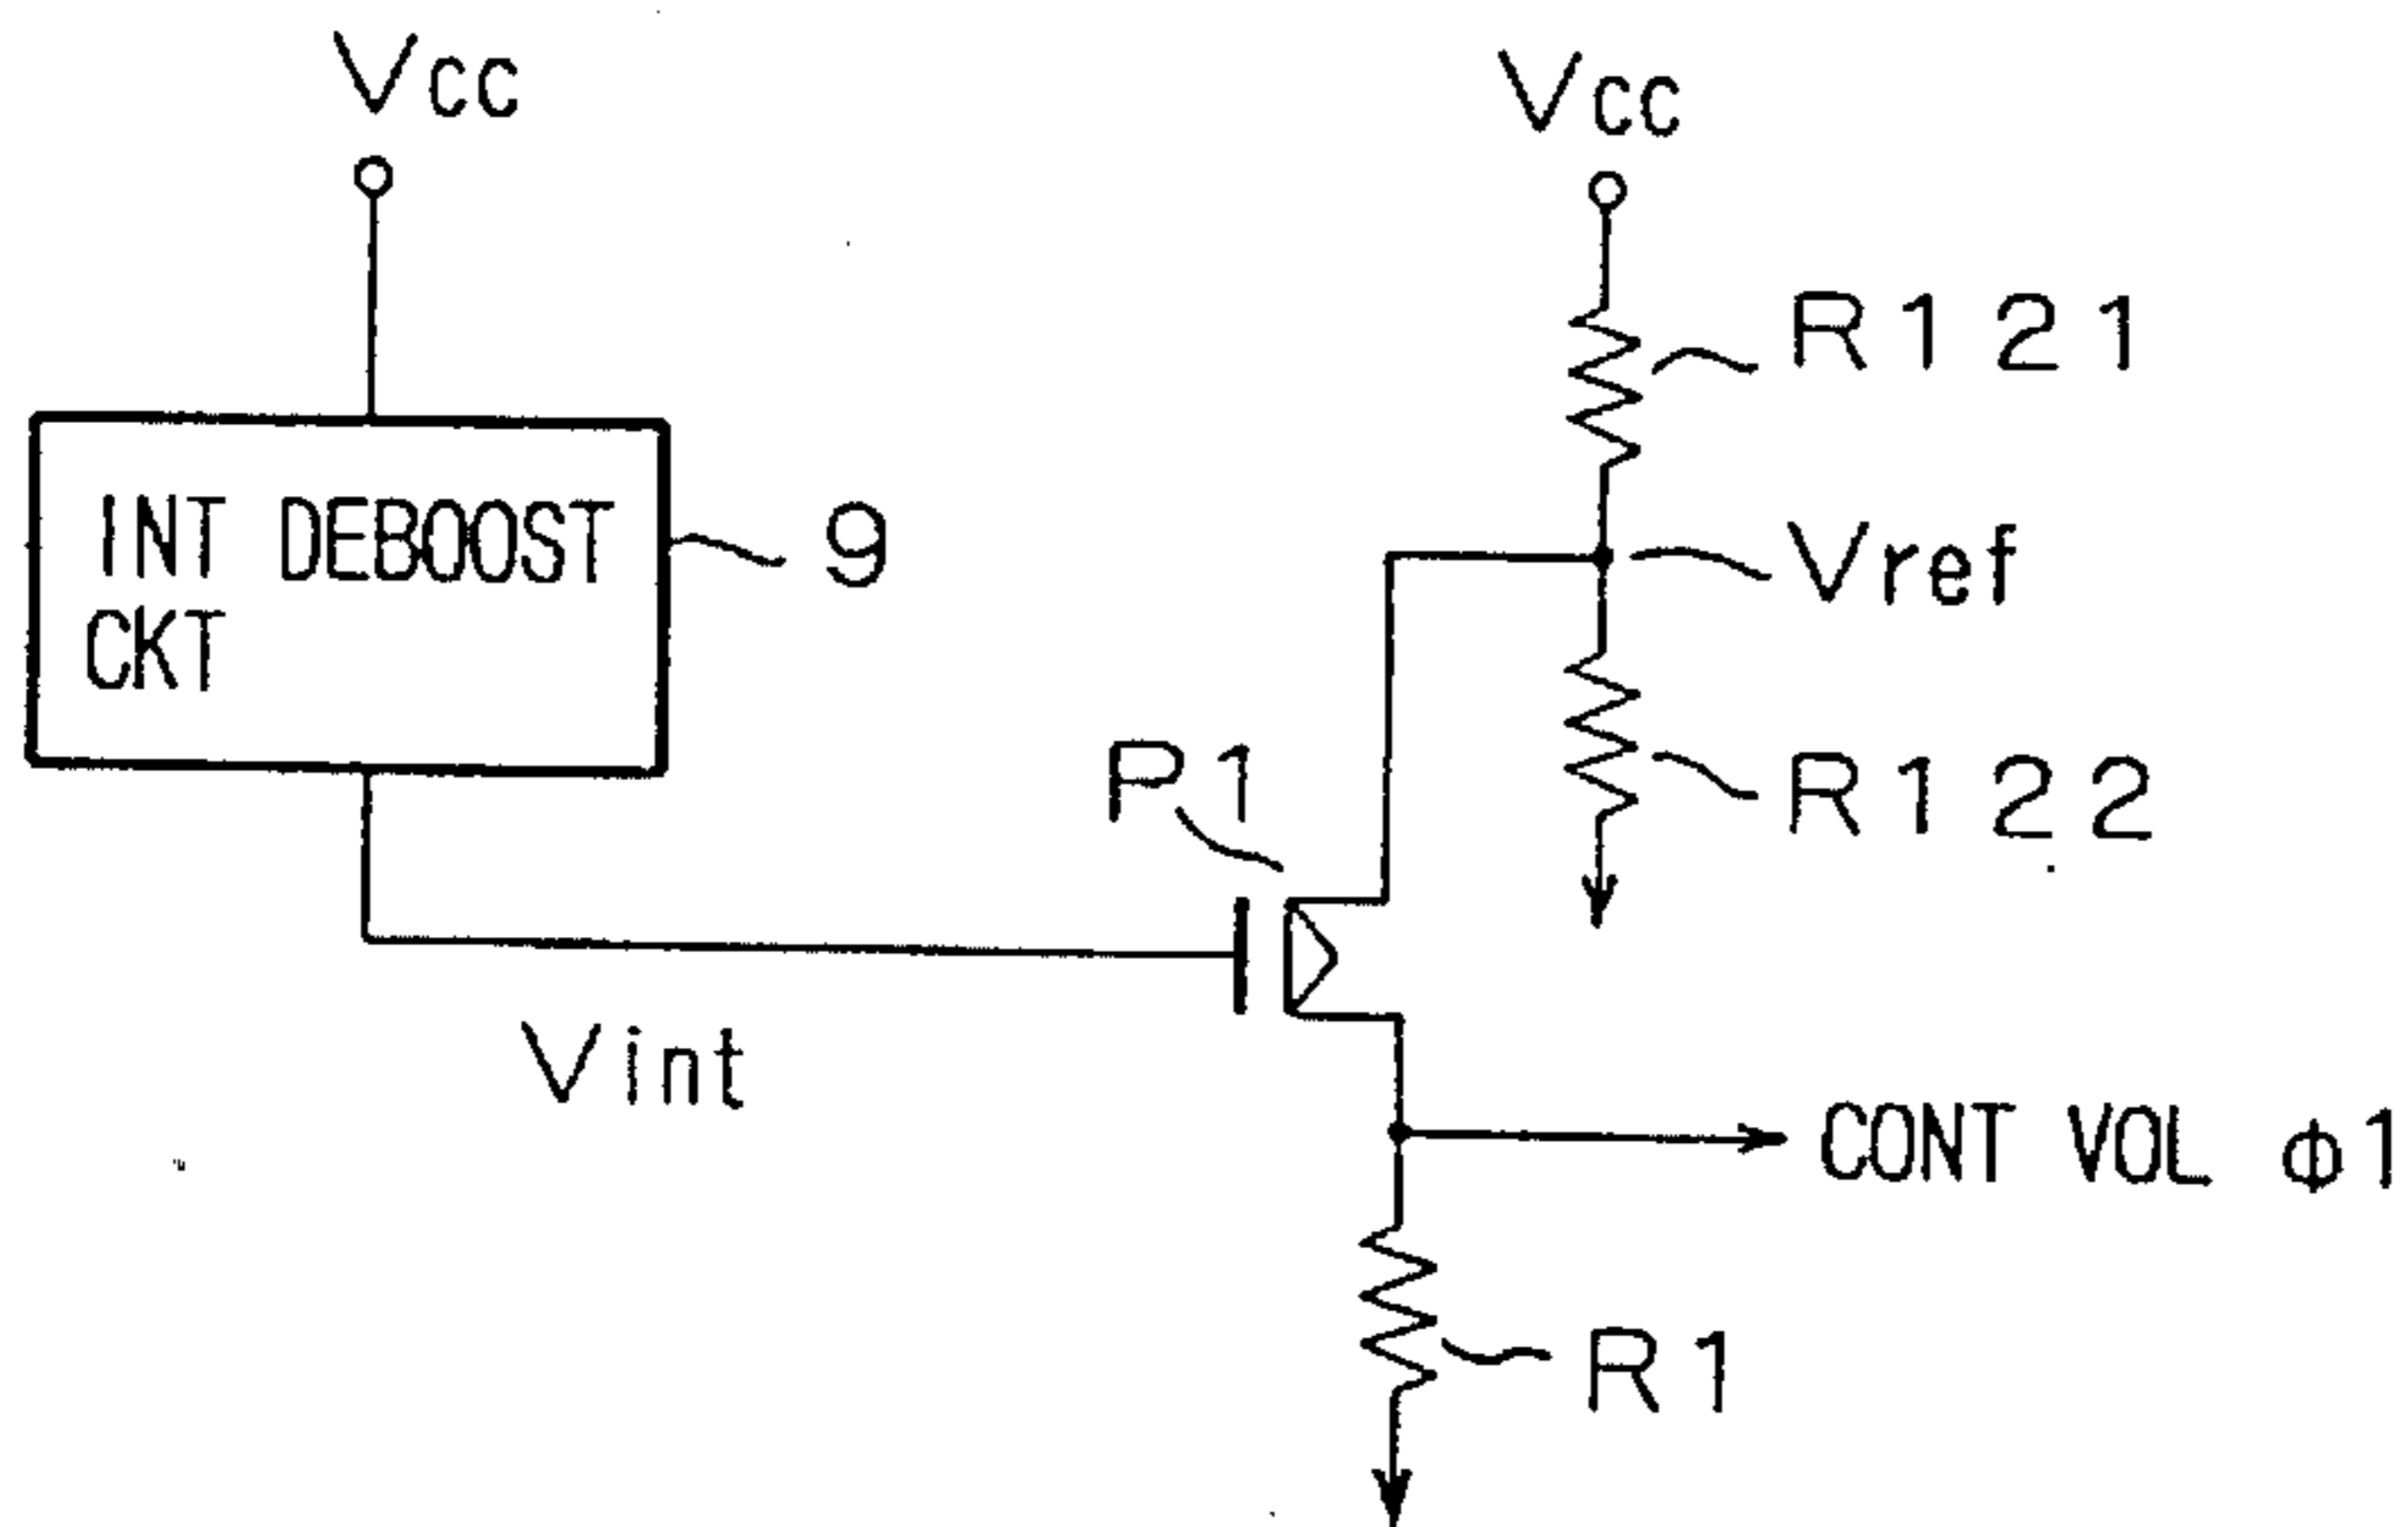 Vcc
Vcc
R121
INT DEBOOST
CKT
9
Vref
P1
R122
Vint
CONT VOL φ1
R1